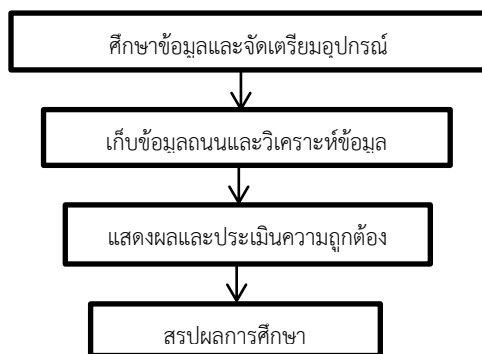 ศึกษาข้อมูลและจัดเตรียมอุปกรณ์
เก็บข้อมูลถนนและวิเคราะห์ข้อมูล
แสดงผลและประเมินความถูกต้อง
สรุปผลการศึกษา